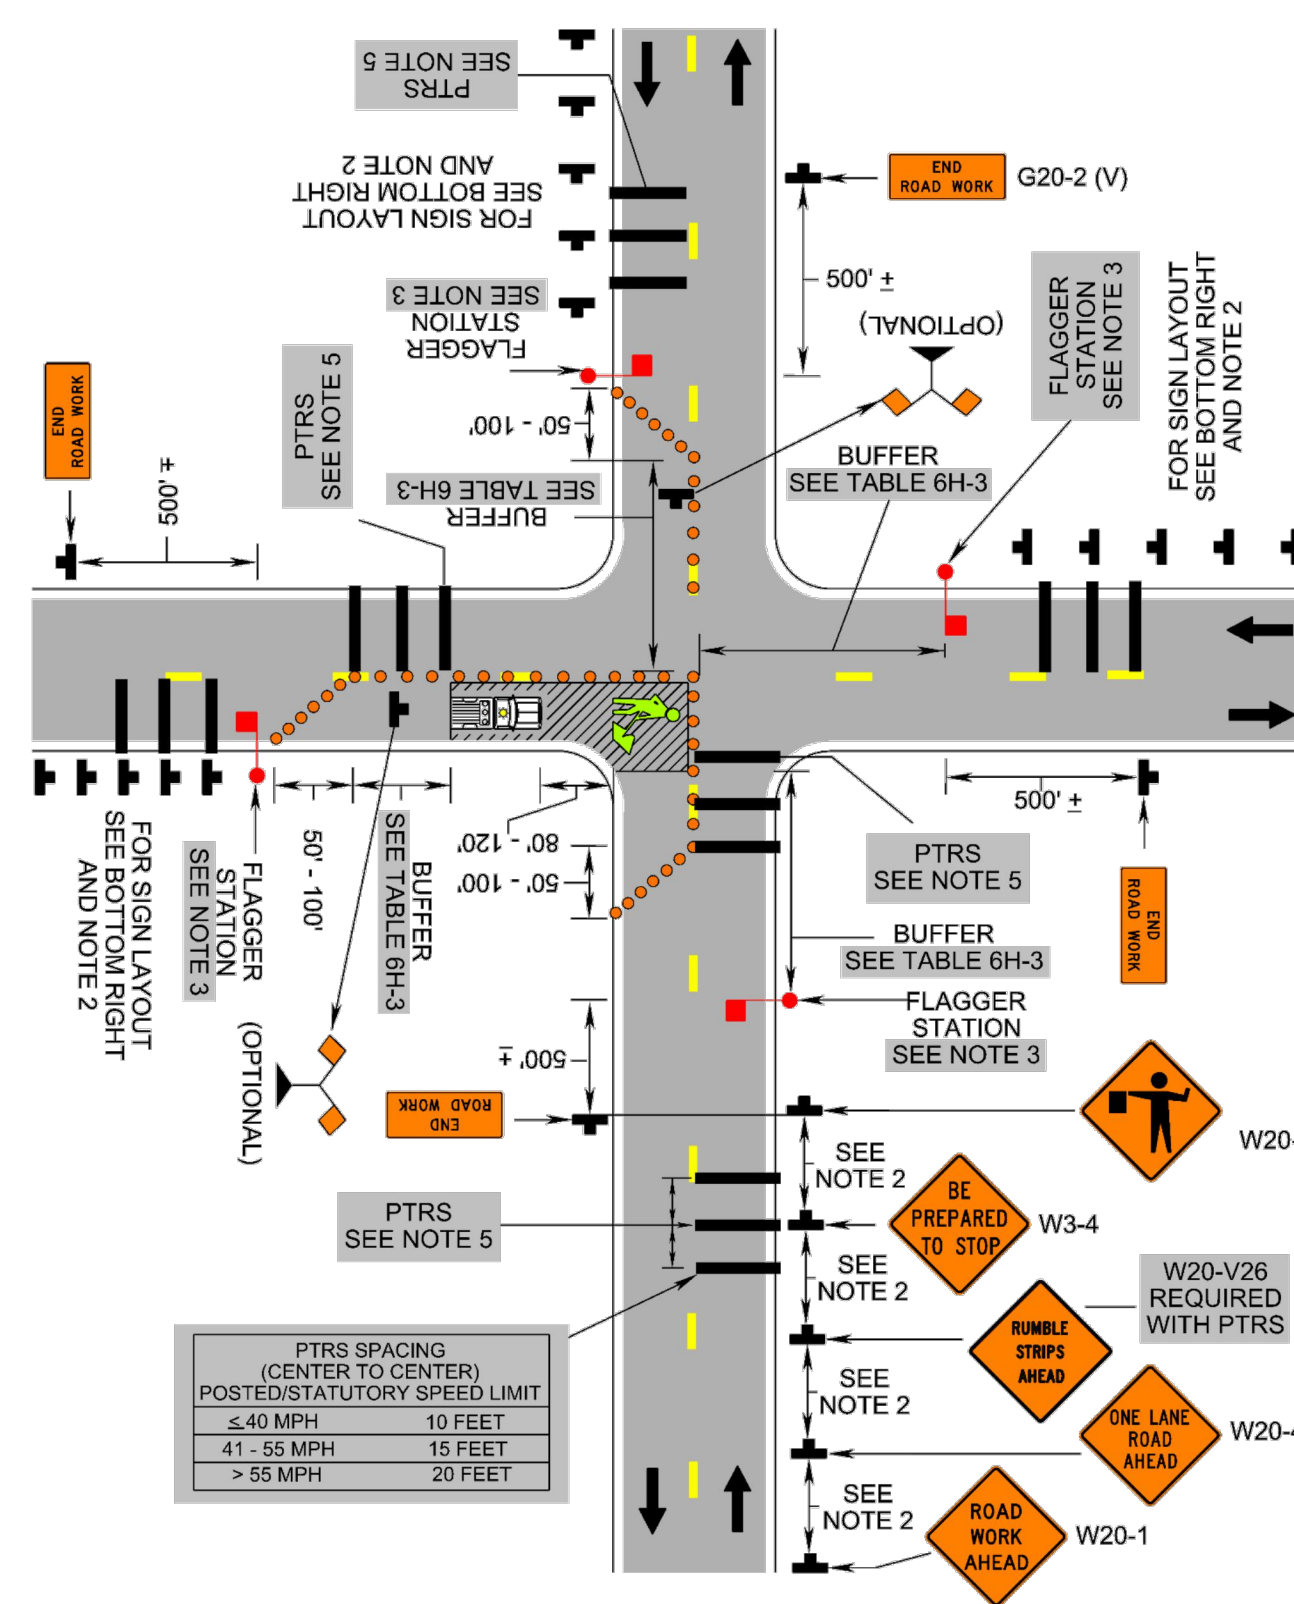 PTRS
SEE NOTE 5
FOR SIGN LAYOUT
SEE BOTTOM RIGHT
AND NOTE 2
FLAGGER
STATION
SEE NOTE 3
50' - 100'
BUFFER
SEE TABLE 6H-3
END
ROAD WORK
G20-2 (V)
500' ±
(OPTIONAL)
FLAGGER
STATION
SEE NOTE 3
FOR SIGN LAYOUT
SEE BOTTOM RIGHT
AND NOTE 2
BUFFER
SEE TABLE 6H-3
END
ROAD WORK
500' ±
PTRS
SEE NOTE 5
FOR SIGN LAYOUT
SEE BOTTOM RIGHT
AND NOTE 2
FLAGGER
STATION
SEE NOTE 3
50' - 100'
BUFFER
SEE TABLE 6H-3
(OPTIONAL)
80' - 120'
50' - 100'
500' ±
END
ROAD WORK
500' ±
END
ROAD WORK
PTRS
SEE NOTE 5
BUFFER
SEE TABLE 6H-3
FLAGGER
STATION
SEE NOTE 3
W20-
SEE
NOTE 2
BE
PREPARED
TO STOP
W3-4
PTRS
SEE NOTE 5
SEE
NOTE 2
RUMBLE
STRIPS
AHEAD
W20-V26
REQUIRED
WITH PTRS
SEE
NOTE 2
ONE LANE
ROAD
AHEAD
W20-4
SEE
NOTE 2
ROAD
WORK
AHEAD
W20-1
PTRS SPACING
(CENTER TO CENTER)
POSTED/STATUTORY SPEED LIMIT
≤ 40 MPH 10 FEET
41 - 55 MPH 15 FEET
> 55 MPH 20 FEET